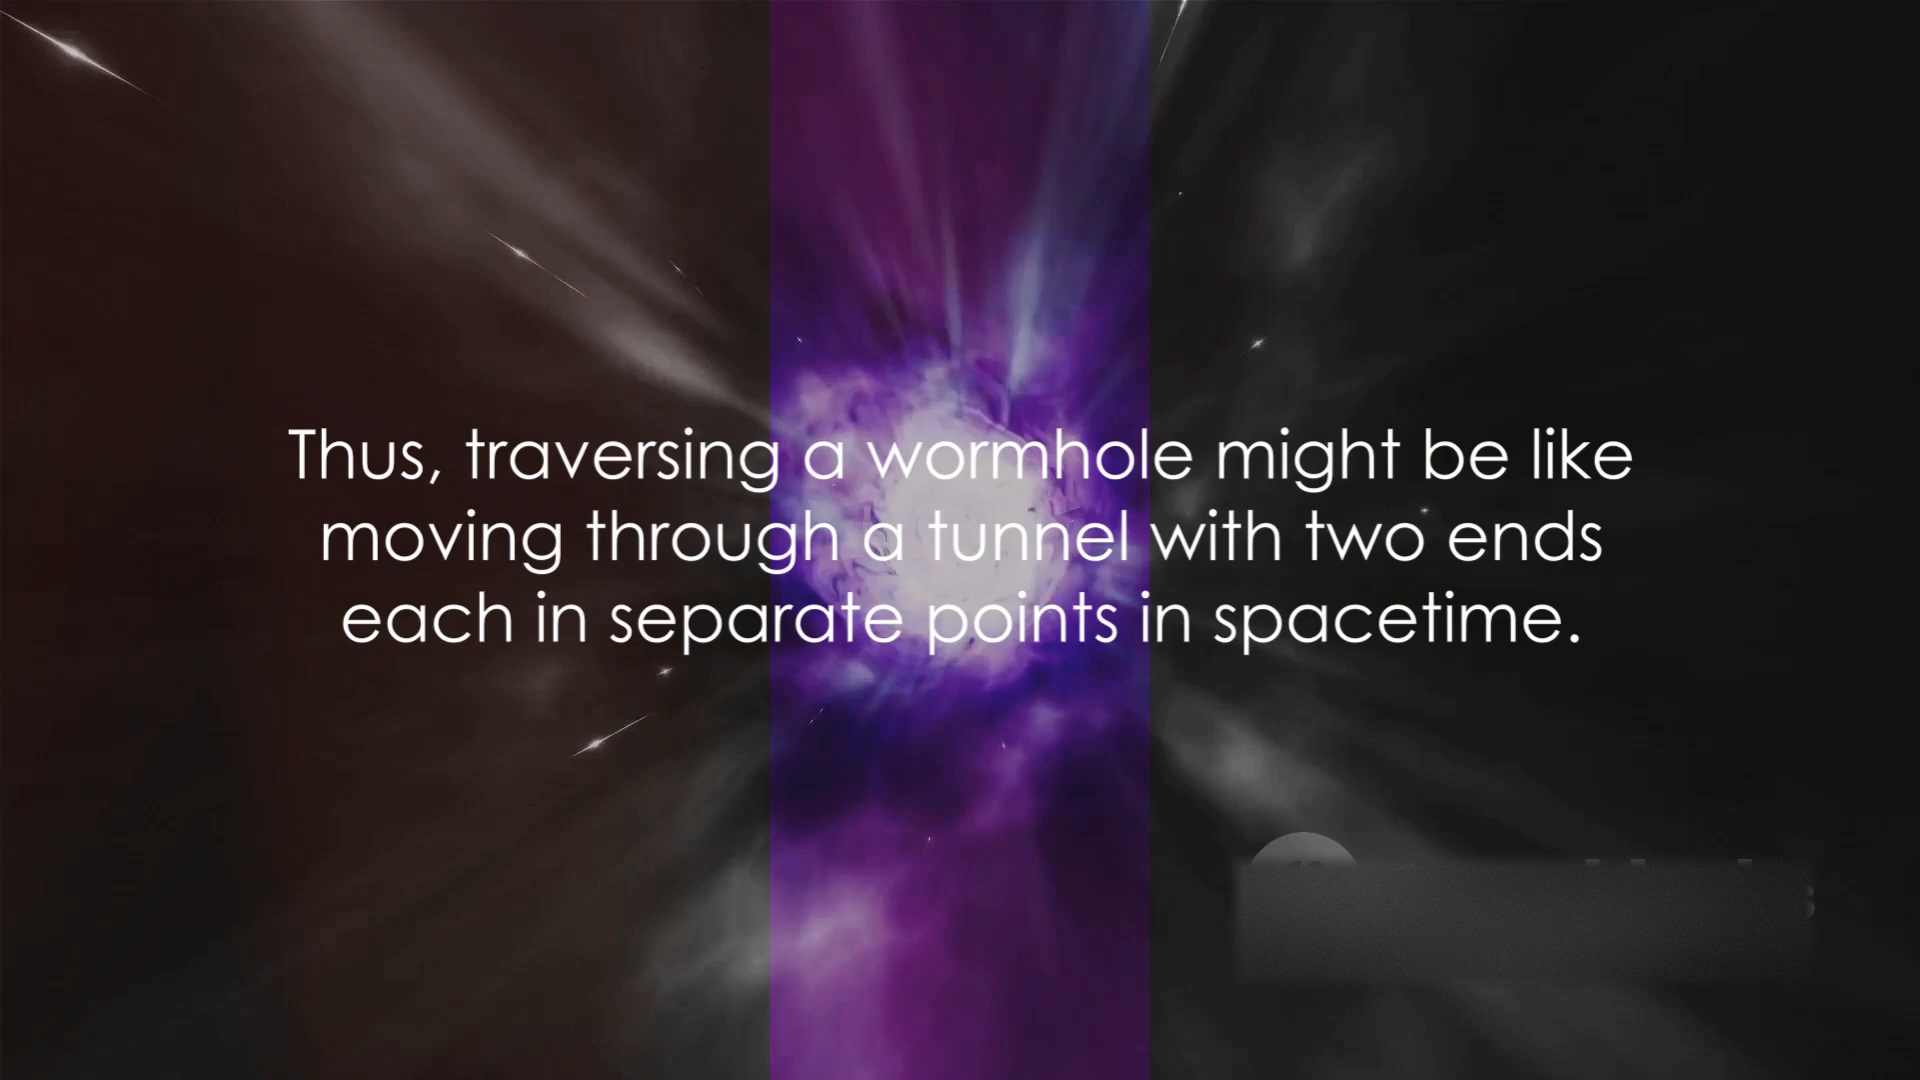 Thus, traversing a wormhole might be like
moving through a tunnel with two ends
each in separate points in spacetime.